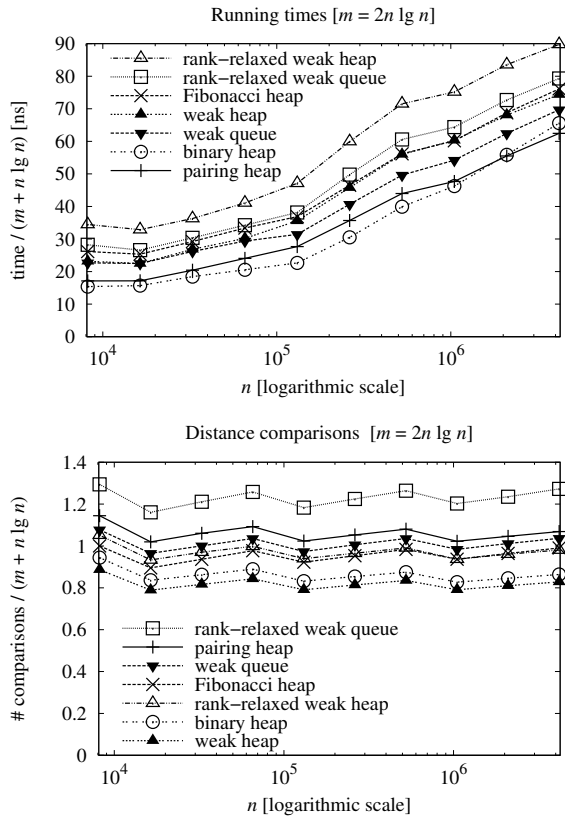 Running times [m = 2n lg n]
time / (m + n lg n) [ns]
90
80
70
60
50
40
30
20
10
0
rank−relaxed weak heap
rank−relaxed weak queue
Fibonacci heap
weak heap
weak queue
binary heap
pairing heap
10^4
10^5
10^6
n [logarithmic scale]
Distance comparisons [m = 2n lg n]
# comparisons / (m + n lg n)
1.4
1.2
1
0.8
0.6
0.4
0.2
0
rank−relaxed weak queue
pairing heap
weak queue
Fibonacci heap
rank−relaxed weak heap
binary heap
weak heap
10^4
10^5
10^6
n [logarithmic scale]